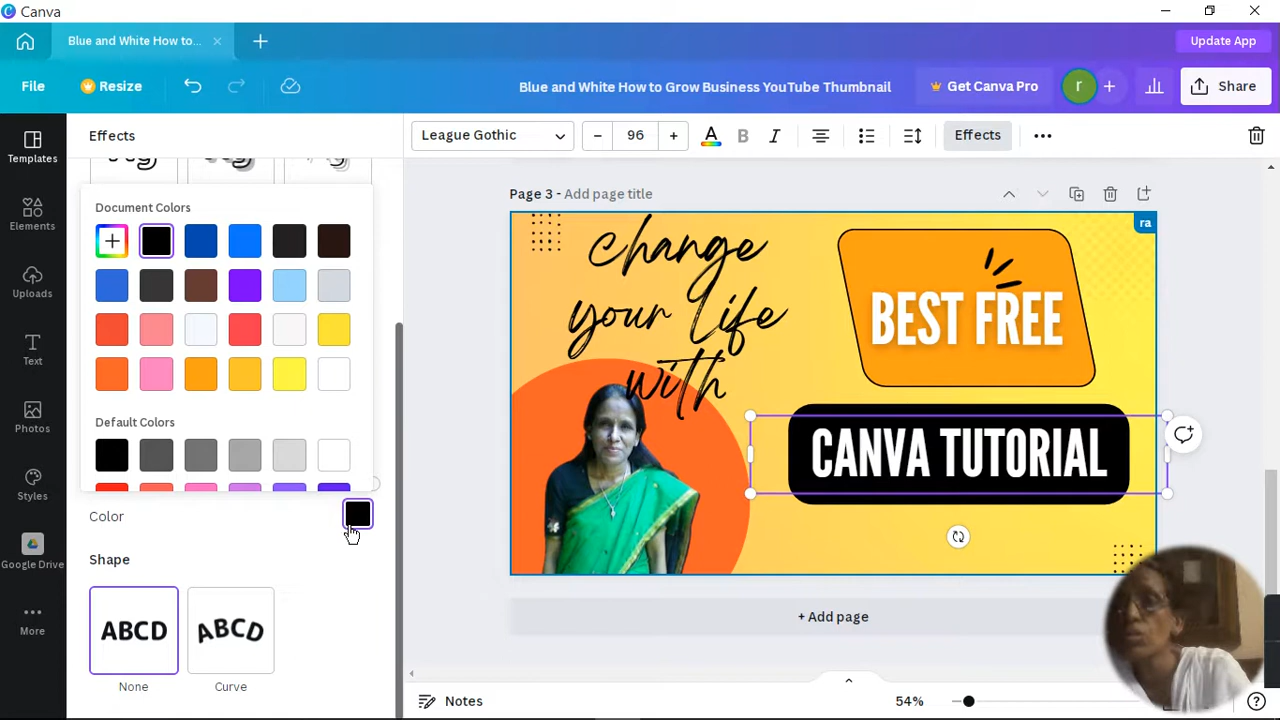 Canva
Blue and White How to...
Update App
File
Resize
Blue and White How to Grow Business YouTube Thumbnail
Get Canva Pro
r
Share
Templates
Elements
Uploads
Text
Photos
Styles
Google Drive
More
Effects
League Gothic
96
A
B
I
Effects
Document Colors
Default Colors
Color
Shape
ABCD
ABCD
None
Curve
Page 3 - Add page title
ra
Change
your life
with
BEST FREE
CANVA TUTORIAL
+ Add page
Notes
54%